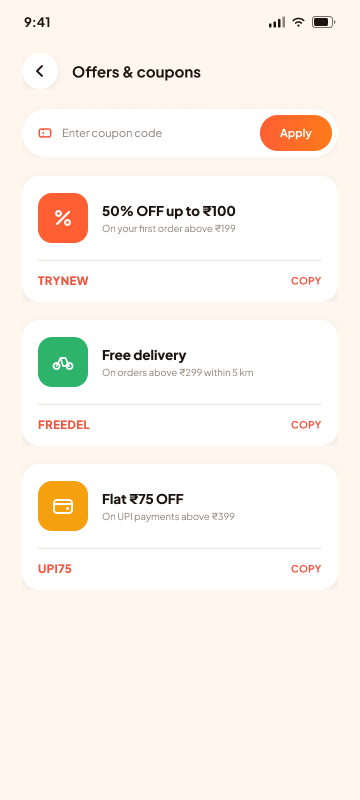 9:41
Offers & coupons
Enter coupon code
Apply
50% OFF up to ₹100
On your first order above ₹199
TRYNEW
COPY
Free delivery
On orders above ₹299 within 5 km
FREEDEL
COPY
Flat ₹75 OFF
On UPI payments above ₹399
UPI75
COPY